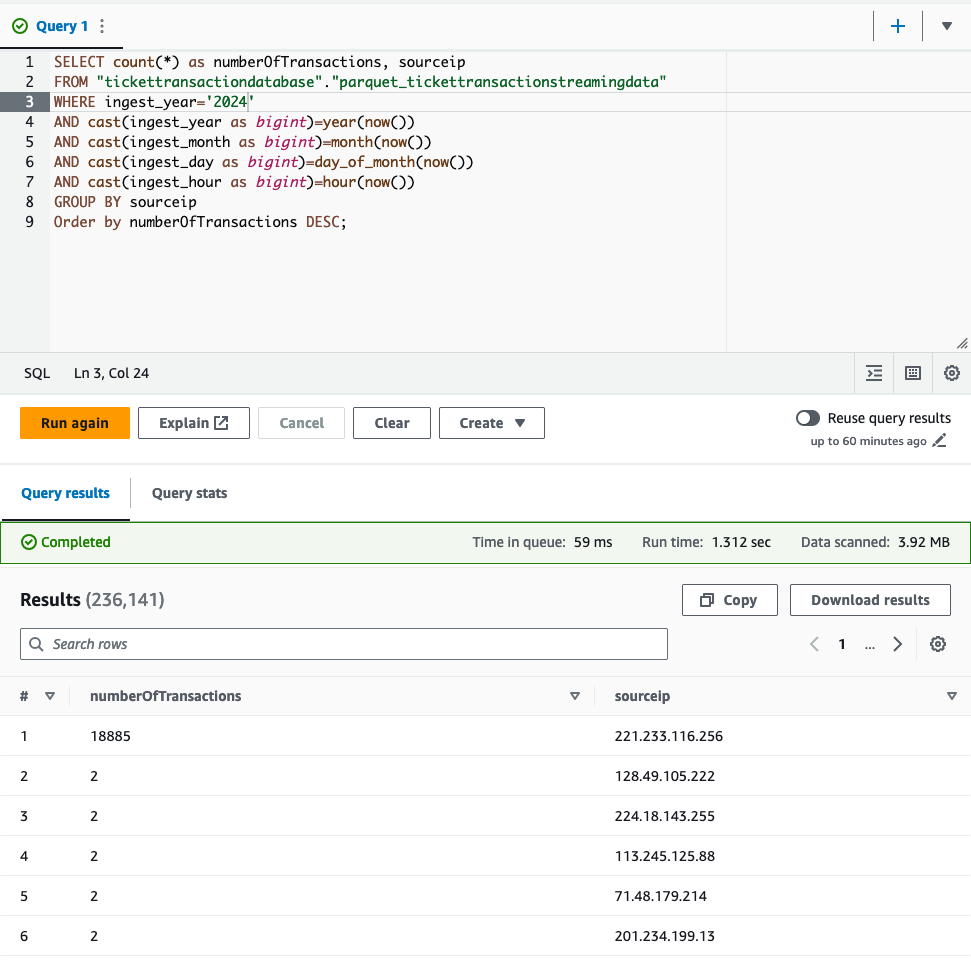 Query 1
1 SELECT count(*) as numberOfTransactions, sourceip
2 FROM "tickettransactiondatabase"."parquet_tickettransactionstreamingdata"
3 WHERE ingest_year='2024'
4 AND cast(ingest_year as bigint)=year(now())
5 AND cast(ingest_month as bigint)=month(now())
6 AND cast(ingest_day as bigint)=day_of_month(now())
7 AND cast(ingest_hour as bigint)=hour(now())
8 GROUP BY sourceip
9 Order by numberOfTransactions DESC;
SQL Ln 3, Col 24
Run again Explain Cancel Clear Create Reuse query results
up to 60 minutes ago
Query results Query stats
Completed Time in queue: 59 ms Run time: 1.312 sec Data scanned: 3.92 MB
Results (236,141) Copy Download results
Search rows 1 ...
# numberOfTransactions sourceip
1 18885 221.233.116.256
2 2 128.49.105.222
3 2 224.18.143.255
4 2 113.245.125.88
5 2 71.48.179.214
6 2 201.234.199.13